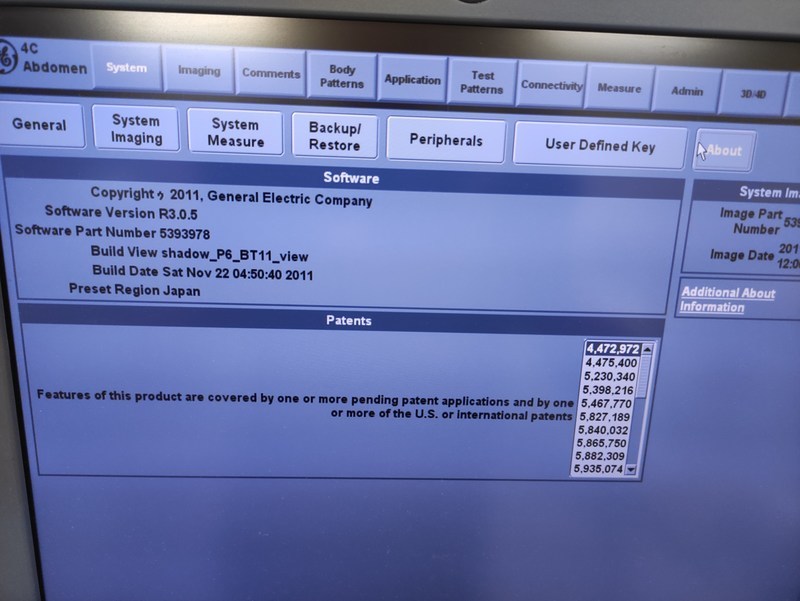 4C
Abdomen
System
Imaging
Comments
Body
Patterns
Application
Test
Patterns
Connectivity
Measure
Admin
3D/4D
General
System
Imaging
System
Measure
Backup/
Restore
Peripherals
User Defined Key
About
Software
Copyright ゥ 2011, General Electric Company
Software Version R3.0.5
Software Part Number 5393978
Build View shadow_P6_BT11_view
Build Date Sat Nov 22 04:50:40 2011
Preset Region Japan
System Im
Image Part
Number
Image Date
Additional About
Information
Patents
Features of this product are covered by one or more pending patent applications and by one
or more of the U.S. or international patents
4,472,972
4,475,400
5,230,340
5,398,216
5,467,770
5,827,189
5,840,032
5,865,750
5,882,309
5,935,074